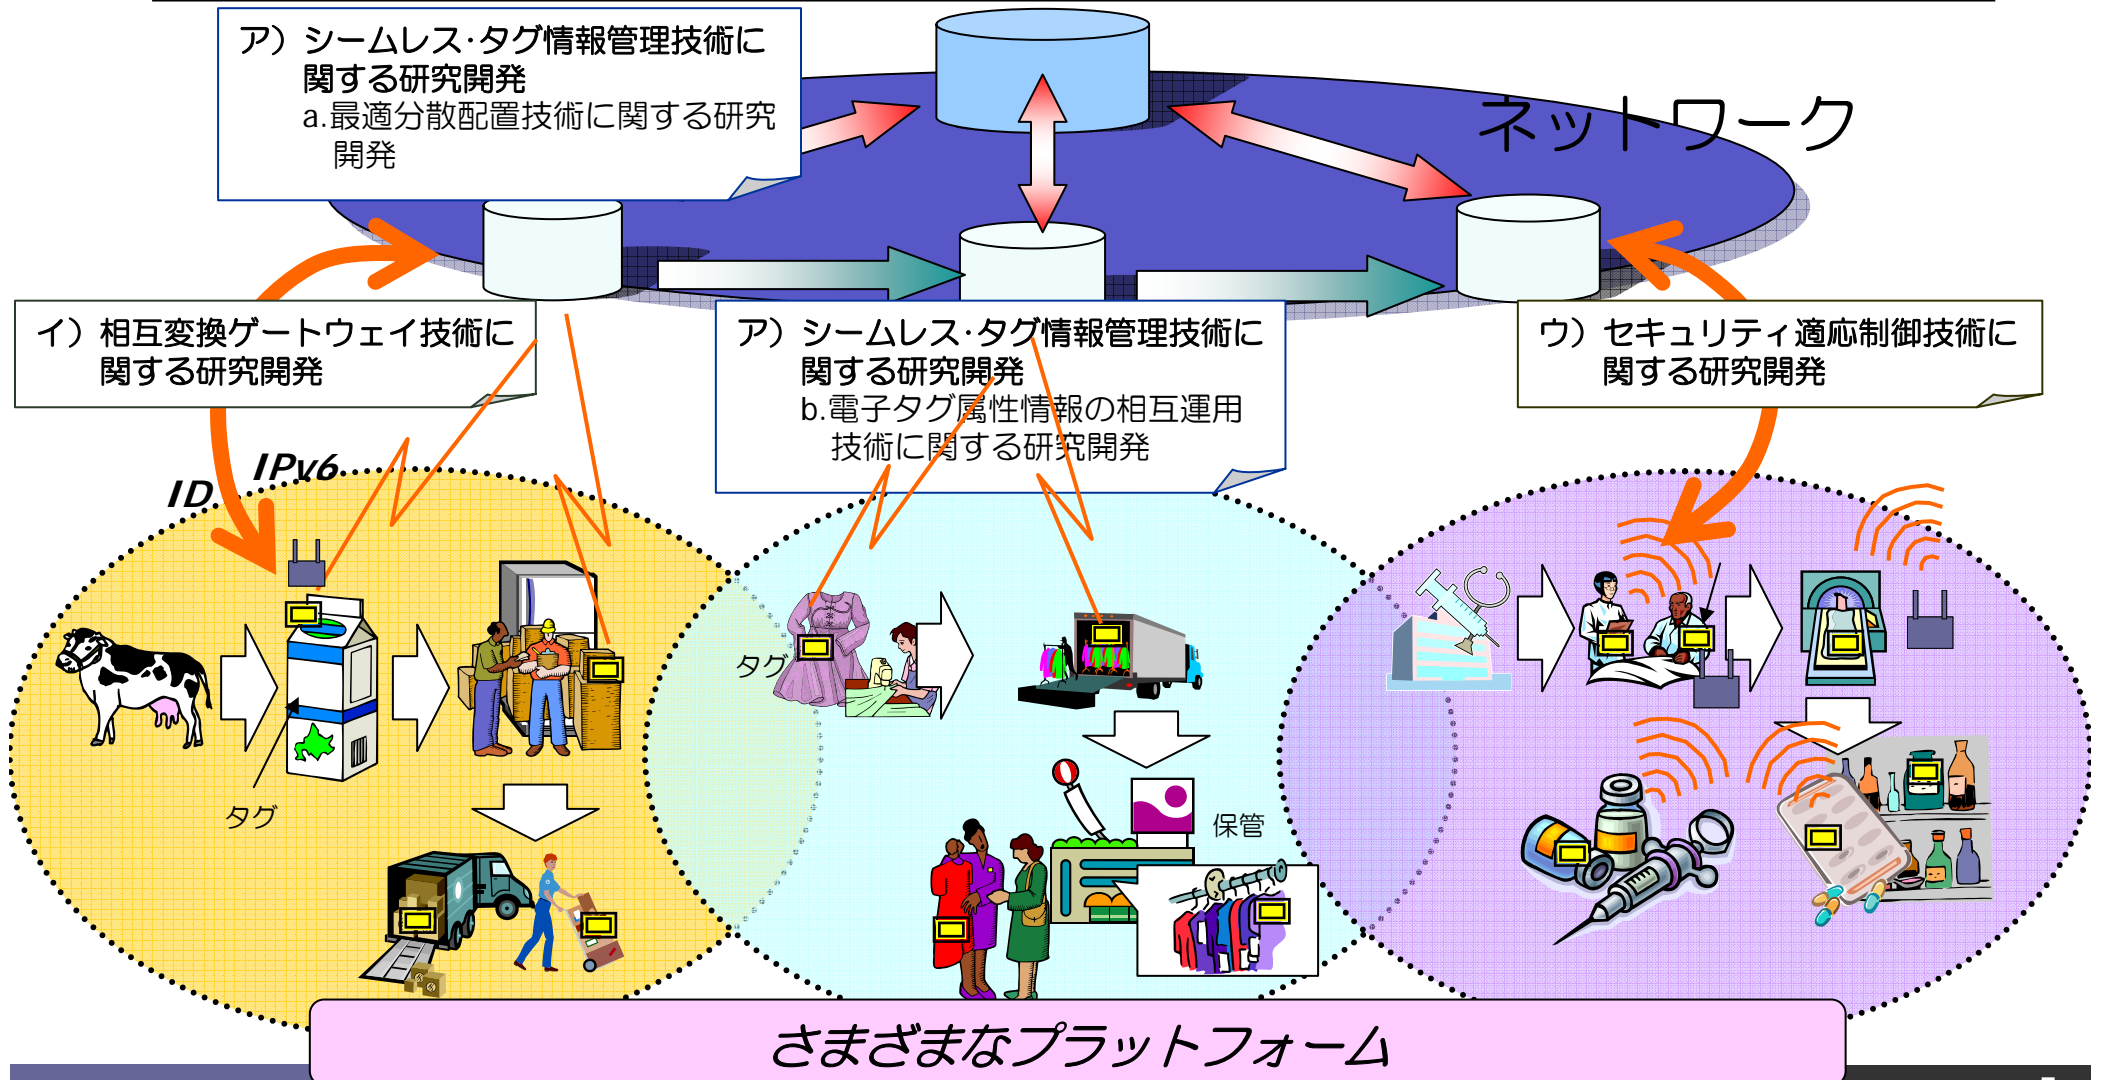 ア）シームレス・タグ情報管理技術に
関する研究開発
a.最適分散配置技術に関する研究
開発
ネットワーク
イ）相互変換ゲートウェイ技術に
関する研究開発
ア）シームレス・タグ情報管理技術に
関する研究開発
b.電子タグ属性情報の相互運用
技術に関する研究開発
ウ）セキュリティ適応制御技術に
関する研究開発
IPv6
ID
タグ
タグ
保管
さまざまなプラットフォーム